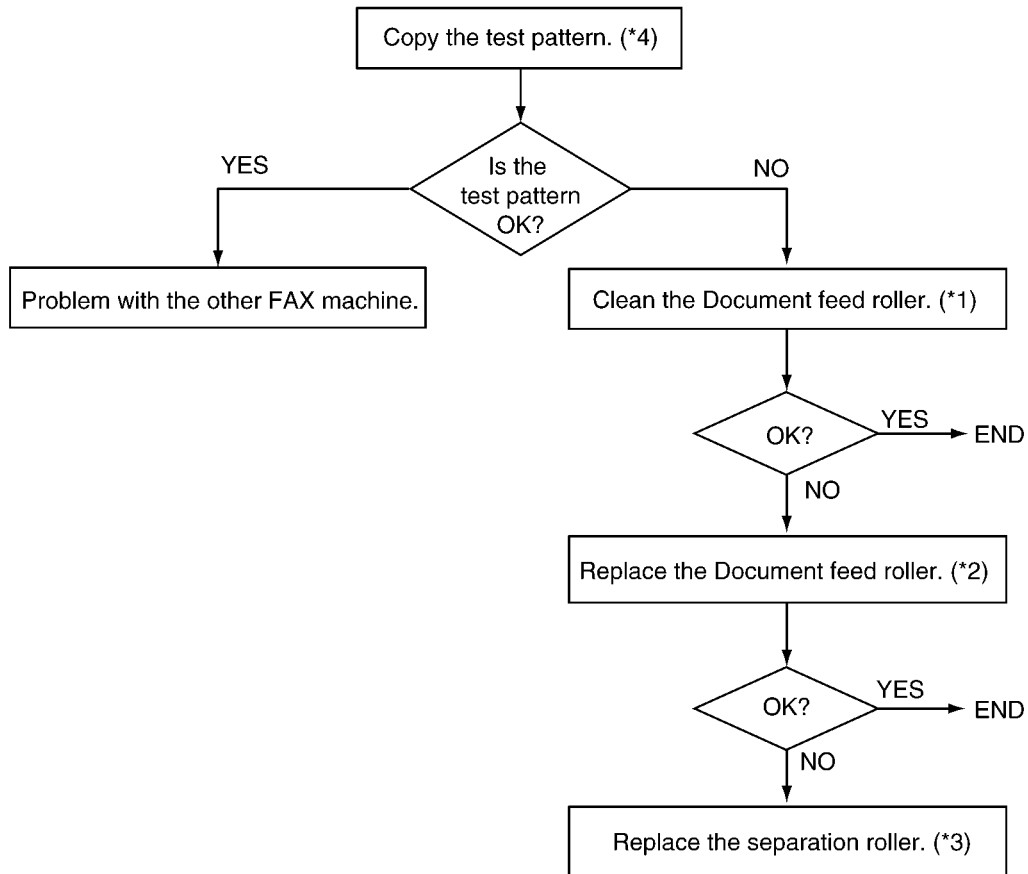 Copy the test pattern. (*4)
Is the
test pattern
OK?
YES
NO
Problem with the other FAX machine.
Clean the Document feed roller. (*1)
OK?
YES
END
NO
Replace the Document feed roller. (*2)
OK?
YES
END
NO
Replace the separation roller. (*3)